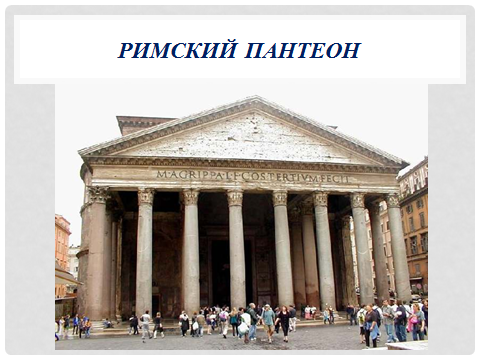 РИМСКИЙ ПАНТЕОН
M·AGRIPPA·L·F·COS·TERTIVM·FECIT